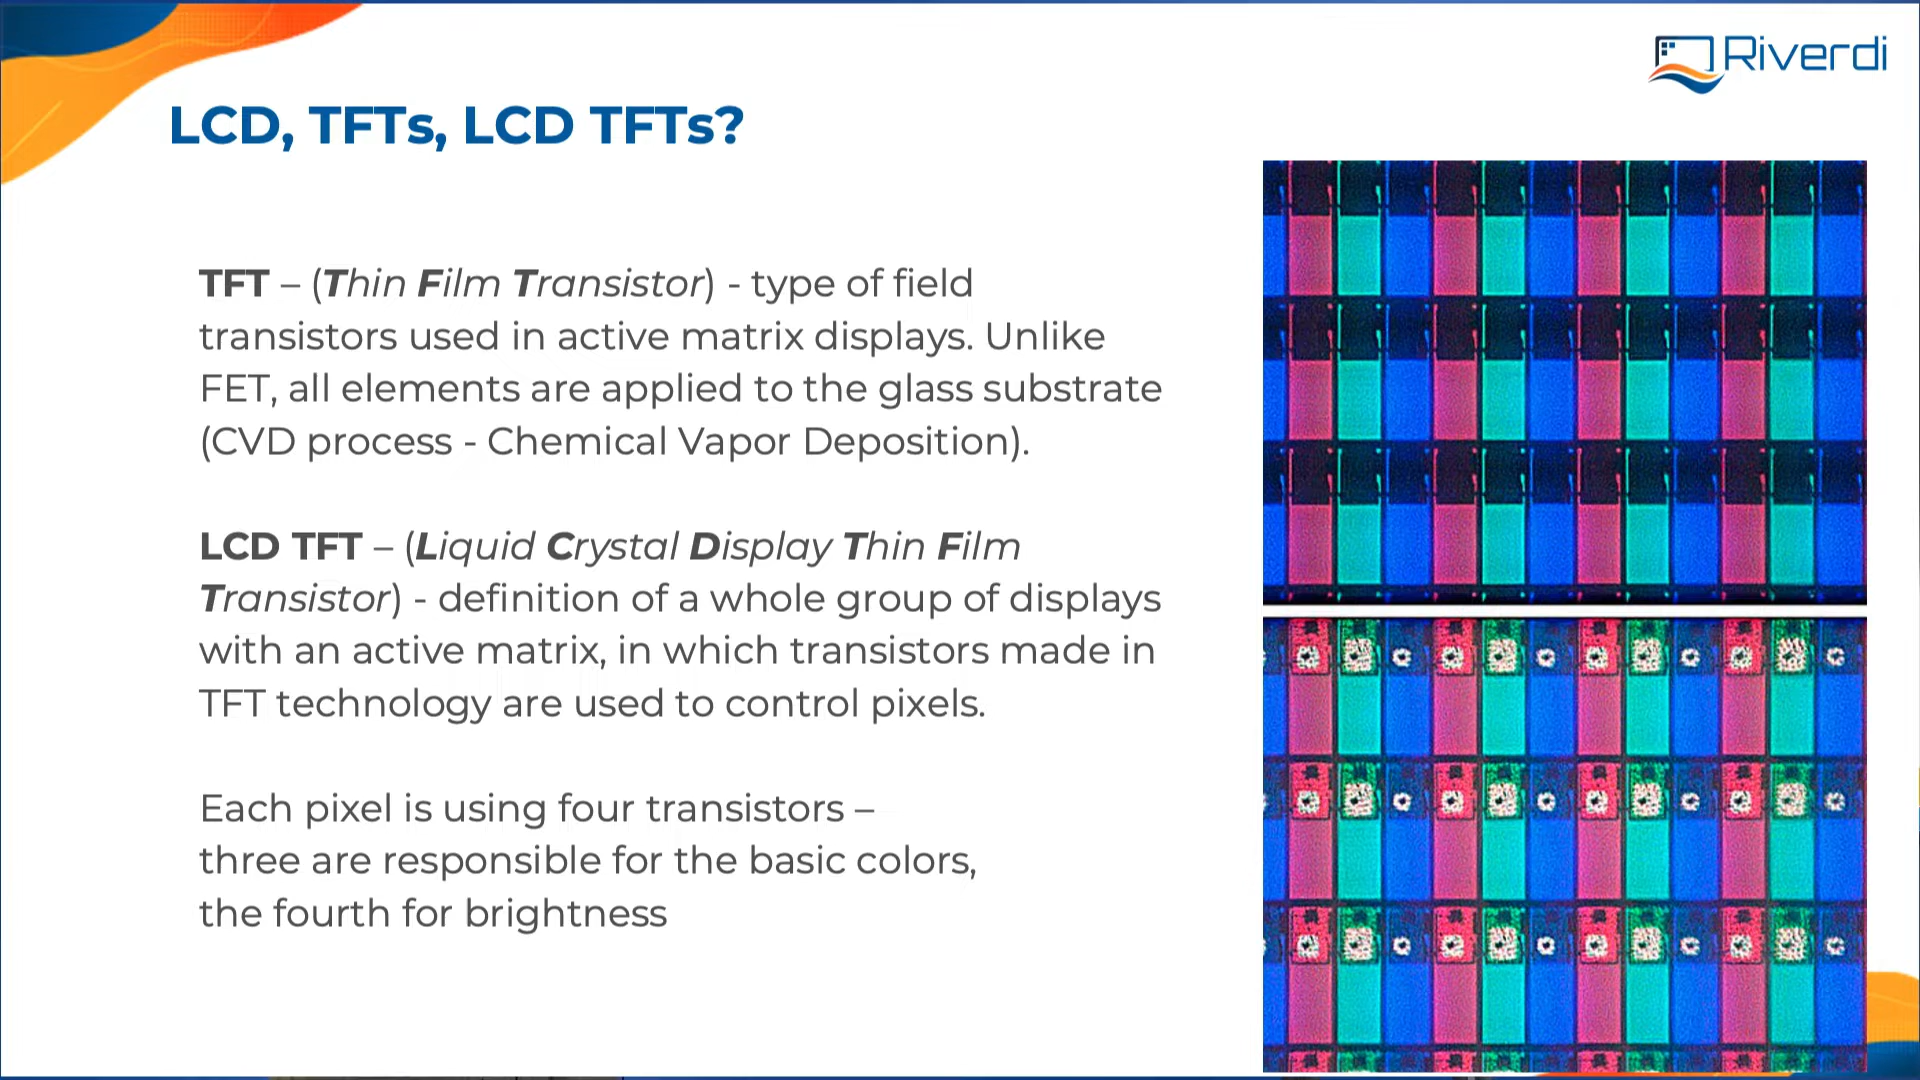 Riverdi
LCD, TFTs, LCD TFTs?
TFT – (Thin Film Transistor) - type of field
transistors used in active matrix displays. Unlike
FET, all elements are applied to the glass substrate
(CVD process - Chemical Vapor Deposition).
LCD TFT – (Liquid Crystal Display Thin Film
Transistor) - definition of a whole group of displays
with an active matrix, in which transistors made in
TFT technology are used to control pixels.
Each pixel is using four transistors –
three are responsible for the basic colors,
the fourth for brightness